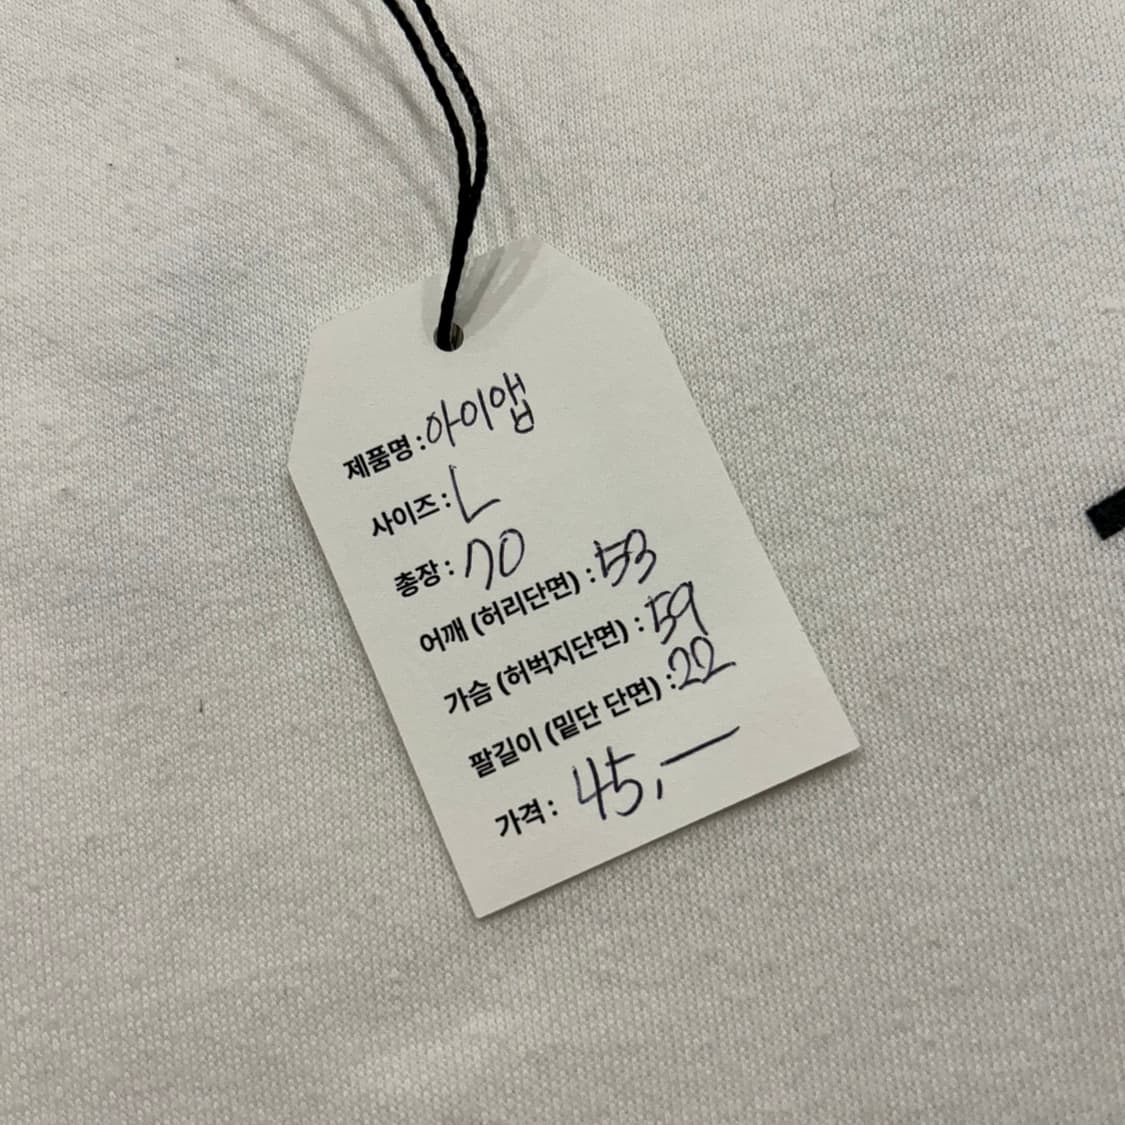 제품명 : 아이앱
사이즈 : L
총장 : 70
어깨 (허리단면) : 53
가슴 (허벅지단면) : 59
팔길이 (밑단 단면) : 22
가격 : 45,—